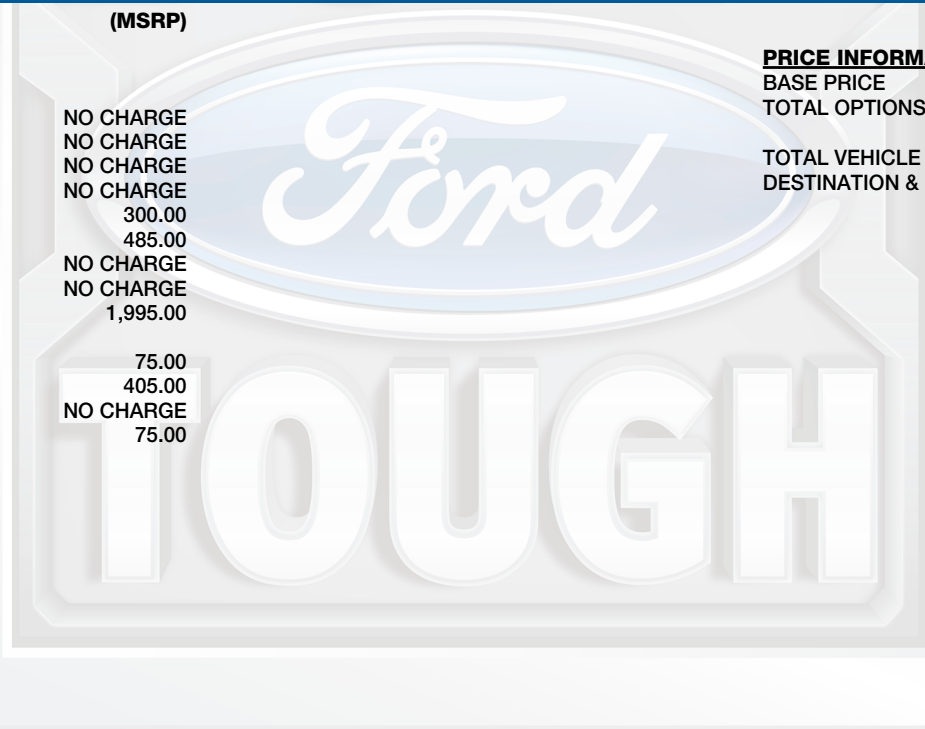 (MSRP)
NO CHARGE
NO CHARGE
NO CHARGE
NO CHARGE
300.00
485.00
NO CHARGE
NO CHARGE
1,995.00
75.00
405.00
NO CHARGE
75.00
PRICE INFORM
BASE PRICE
TOTAL OPTIONS
TOTAL VEHICLE
DESTINATION &
Ford
TOUGH